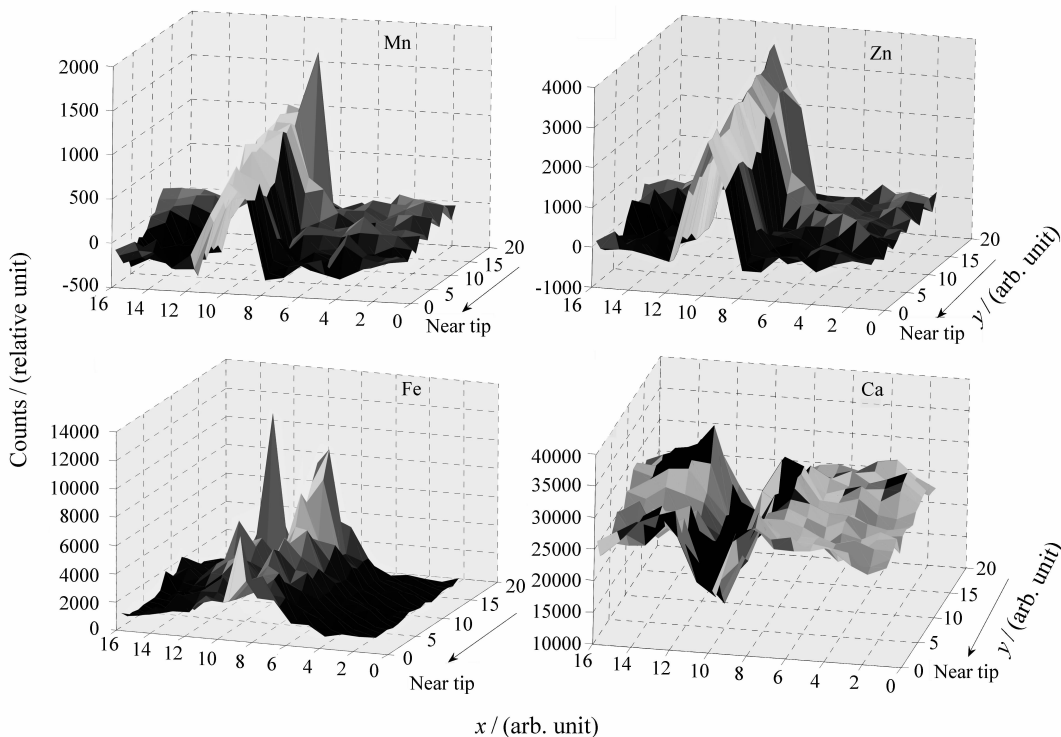 Counts / (relative unit)
Mn
2000
1500
1000
500
0
-500
16 14 12 10 8 6 4 2 0
0 5 10 15 20
Near tip
Zn
4000
3000
2000
1000
0
-1000
16 14 12 10 8 6 4 2 0
0 5 10 15 20
Near tip
y / (arb. unit)
Fe
14000
12000
10000
8000
6000
4000
2000
0
16 14 12 10 8 6 4 2 0
0 5 10 15 20
Near tip
Ca
40000
35000
30000
25000
20000
15000
10000
16 14 12 10 8 6 4 2 0
0 5 10 15 20
Near tip
y / (arb. unit)
x / (arb. unit)